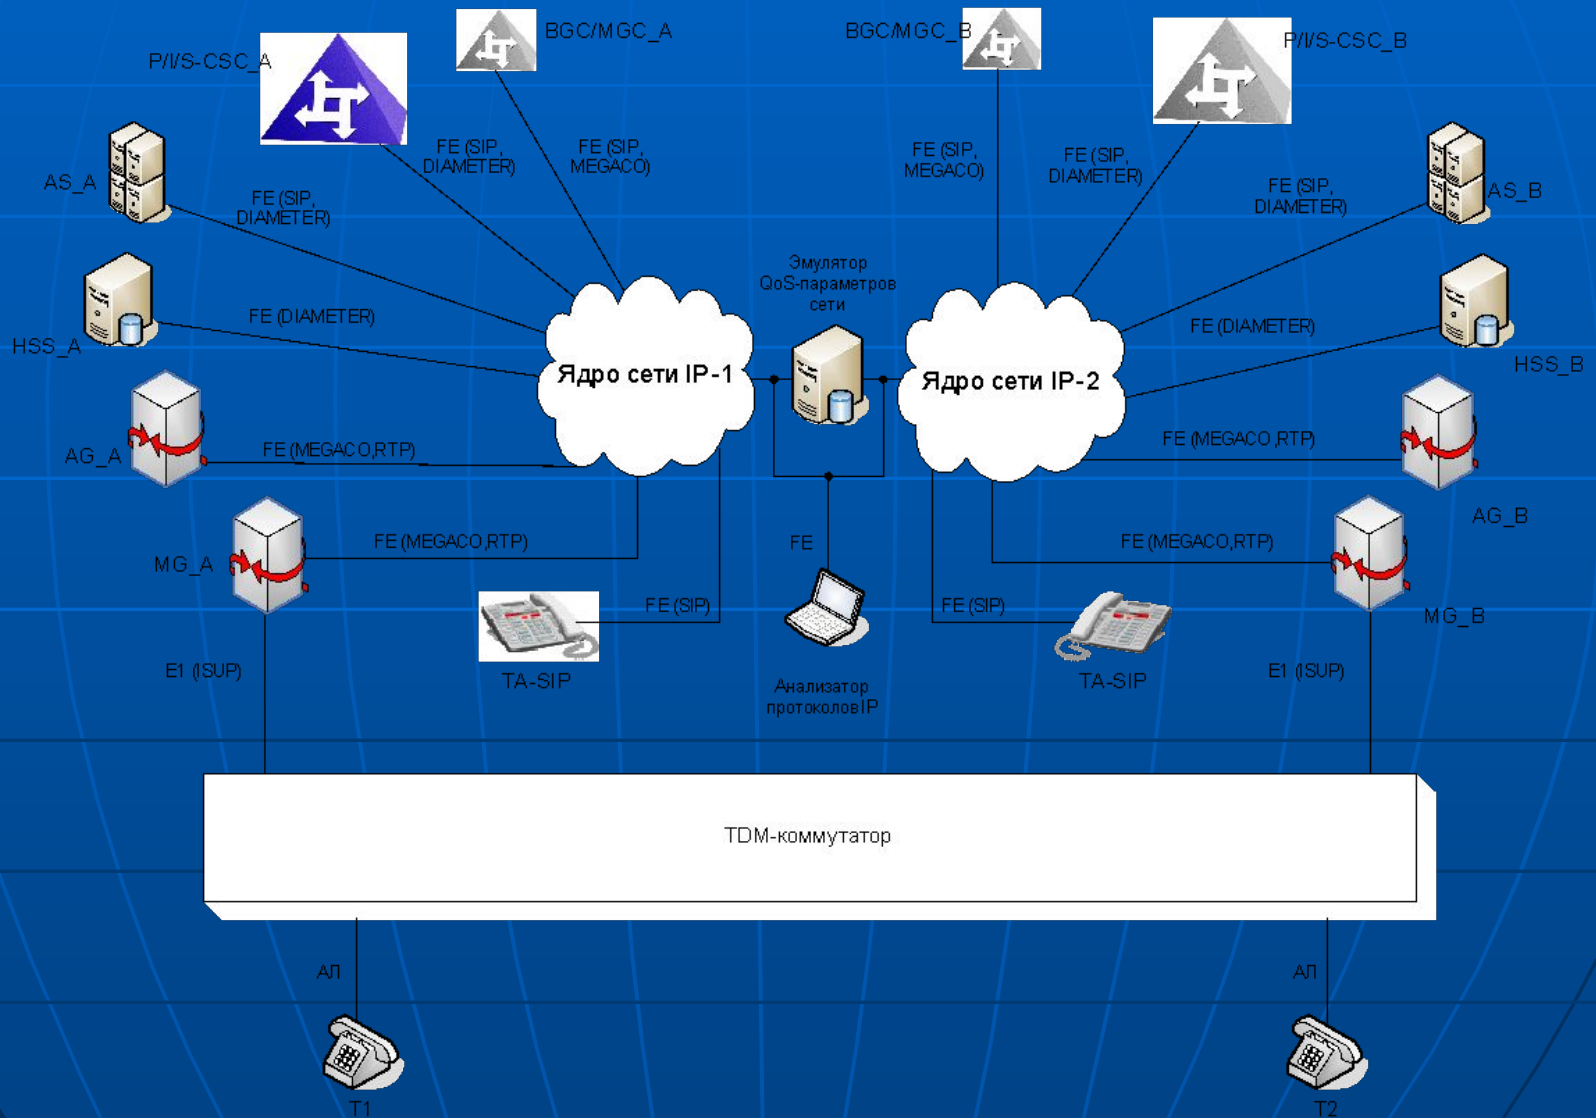 BGC/MGC_A
BGC/MGC_B
P/I/S-CSC_A
P/I/S-CSC_B
FE (SIP,
DIAMETER)
FE (SIP,
MEGACO)
FE (SIP,
MEGACO)
FE (SIP,
DIAMETER)
AS_A
FE (SIP,
DIAMETER)
FE (SIP,
DIAMETER)
AS_B
Эмулятор
QoS-параметров
сети
FE (DIAMETER)
FE (DIAMETER)
HSS_A
HSS_B
Ядро сети IP-1
Ядро сети IP-2
AG_A
FE (MEGACO,RTP)
FE (MEGACO,RTP)
AG_B
MG_A
FE (MEGACO,RTP)
FE
FE (MEGACO,RTP)
MG_B
FE (SIP)
FE (SIP)
E1 (ISUP)
TA-SIP
Анализатор
протоколов IP
TA-SIP
E1 (ISUP)
TDM-коммутатор
АЛ
АЛ
T1
T2